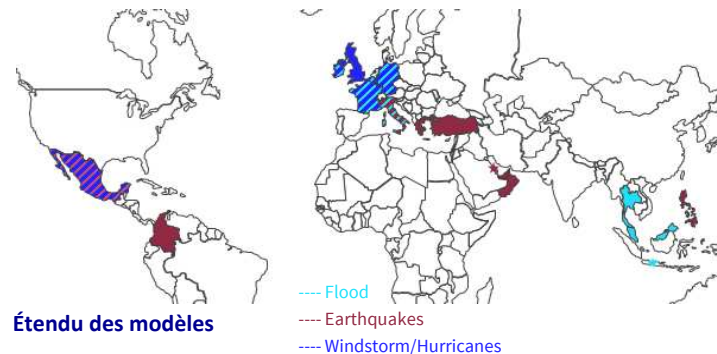 Étendu des modèles
---- Flood
---- Earthquakes
---- Windstorm/Hurricanes